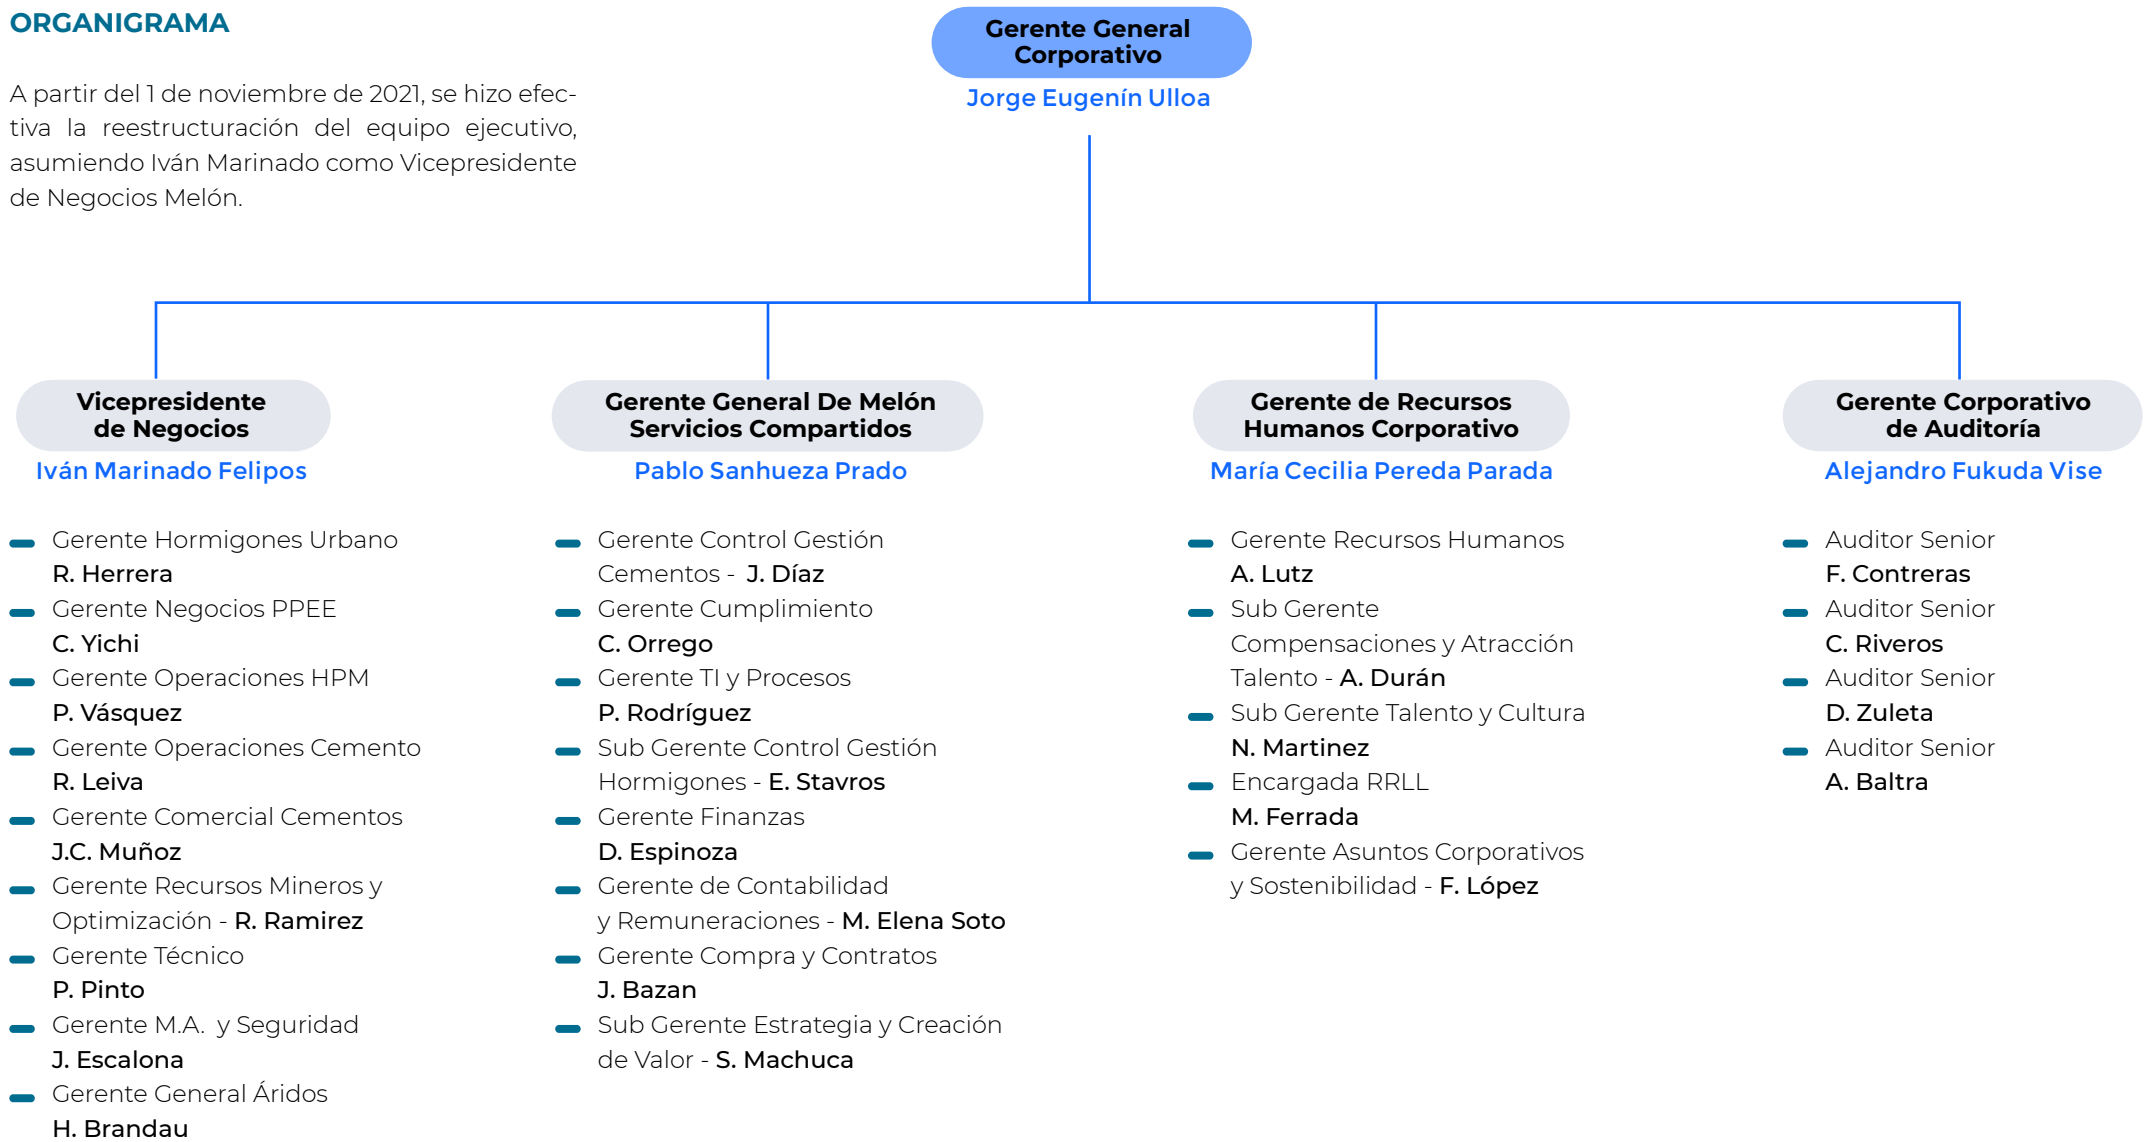 ORGANIGRAMA
A partir del 1 de noviembre de 2021, se hizo efec-
tiva la reestructuración del equipo ejecutivo,
asumiendo Iván Marinado como Vicepresidente
de Negocios Melón.
Gerente General
Corporativo
Jorge Eugenín Ulloa
Vicepresidente
de Negocios
Iván Marinado Felipos
Gerente Hormigones Urbano
R. Herrera
Gerente Negocios PPEE
C. Yichi
Gerente Operaciones HPM
P. Vásquez
Gerente Operaciones Cemento
R. Leiva
Gerente Comercial Cementos
J.C. Muñoz
Gerente Recursos Mineros y
Optimización - R. Ramirez
Gerente Técnico
P. Pinto
Gerente M.A. y Seguridad
J. Escalona
Gerente General Áridos
H. Brandau
Gerente General De Melón
Servicios Compartidos
Pablo Sanhueza Prado
Gerente Control Gestión
Cementos - J. Díaz
Gerente Cumplimiento
C. Orrego
Gerente TI y Procesos
P. Rodríguez
Sub Gerente Control Gestión
Hormigones - E. Stavros
Gerente Finanzas
D. Espinoza
Gerente de Contabilidad
y Remuneraciones - M. Elena Soto
Gerente Compra y Contratos
J. Bazan
Sub Gerente Estrategia y Creación
de Valor - S. Machuca
Gerente de Recursos
Humanos Corporativo
María Cecilia Pereda Parada
Gerente Recursos Humanos
A. Lutz
Sub Gerente
Compensaciones y Atracción
Talento - A. Durán
Sub Gerente Talento y Cultura
N. Martinez
Encargada RRLL
M. Ferrada
Gerente Asuntos Corporativos
y Sostenibilidad - F. López
Gerente Corporativo
de Auditoría
Alejandro Fukuda Vise
Auditor Senior
F. Contreras
Auditor Senior
C. Riveros
Auditor Senior
D. Zuleta
Auditor Senior
A. Baltra